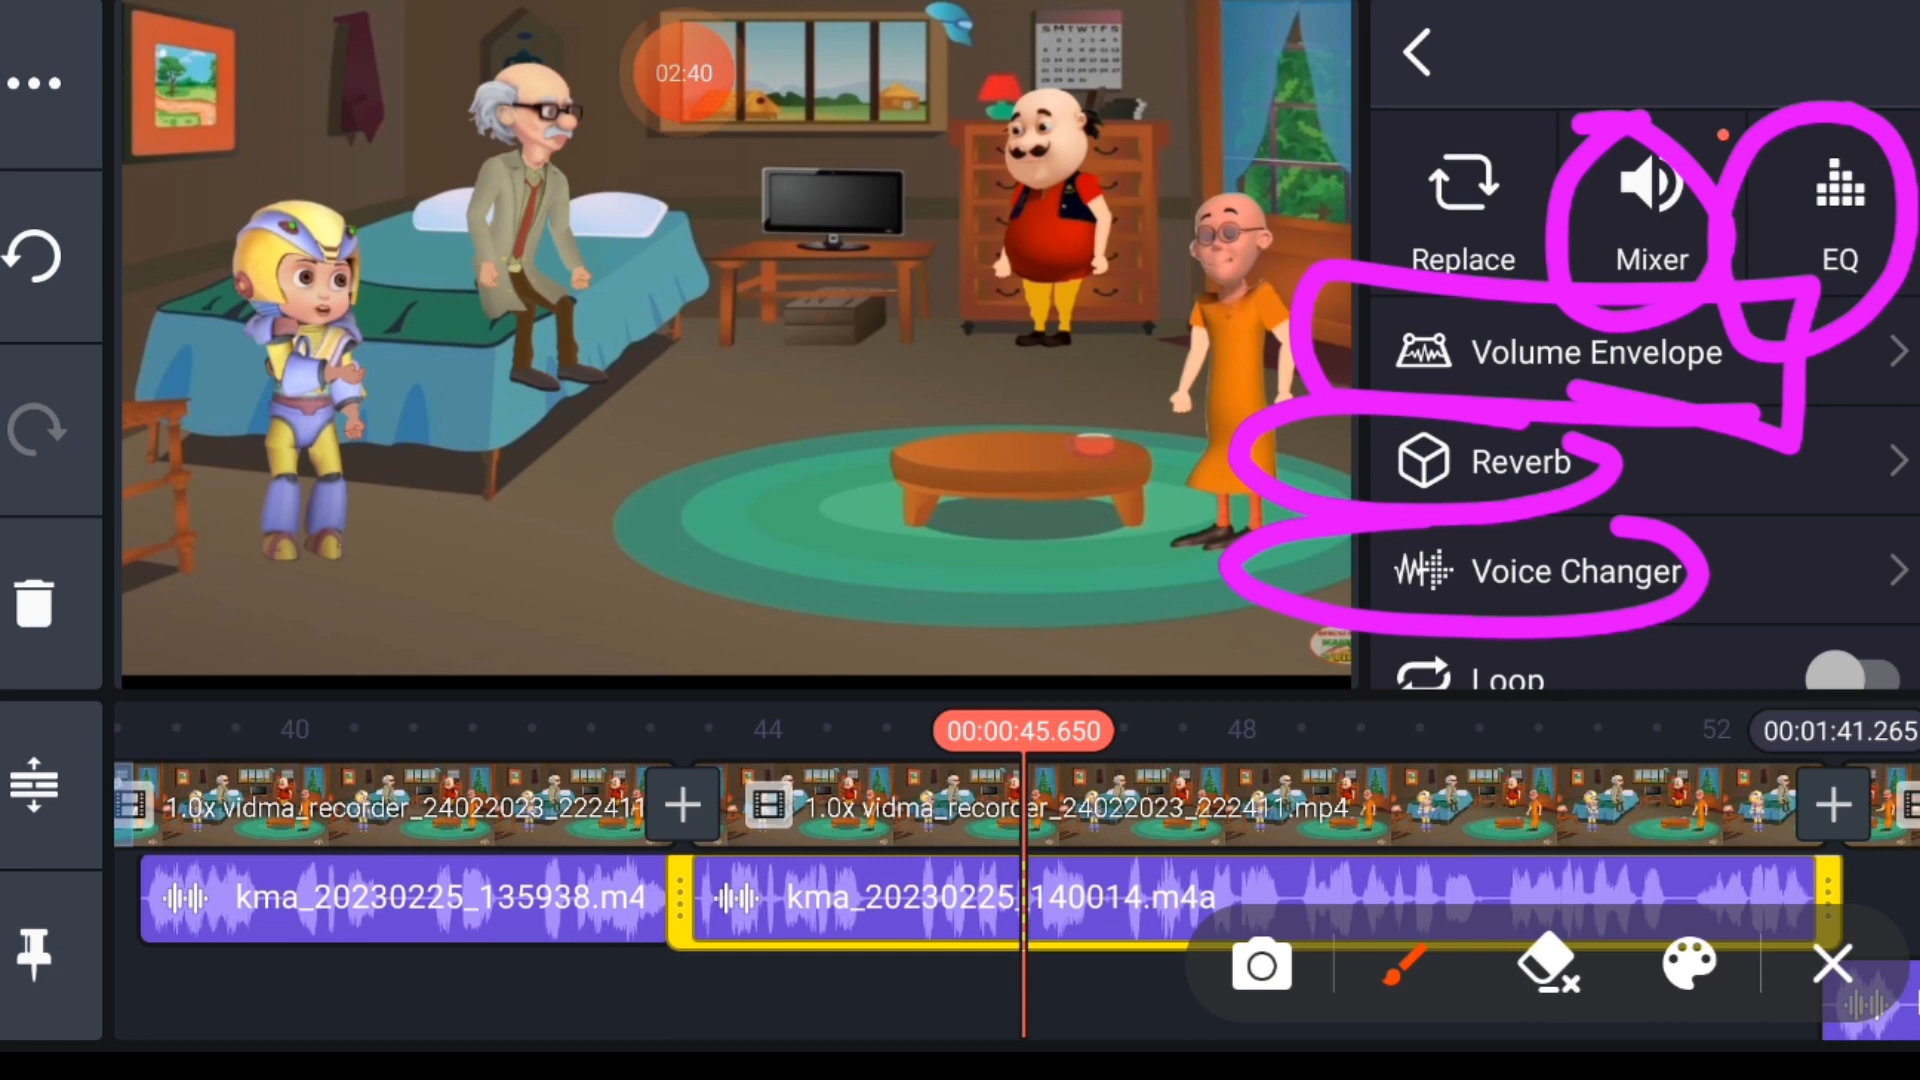 02:40
S M T W T F S
Replace
Mixer
EQ
Volume Envelope
Reverb
Voice Changer
Loop
40
44
00:00:45.650
48
52
00:01:41.265
1.0x vidma_recorder_24022023_222411
1.0x vidma_recorder_24022023_222411.mp4
kma_20230225_135938.m4
kma_20230225_140014.m4a